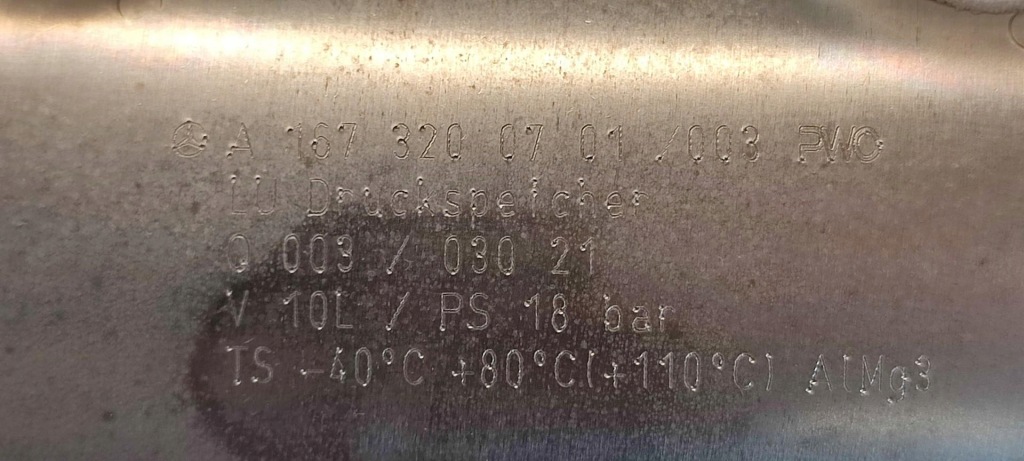 A 167 320 07 01 /003 PWO
LU Druckspeicher
Q 003 / 030 21
V 10L / PS 18 bar
TS -40°C +80°C(+110°C) AlMg3